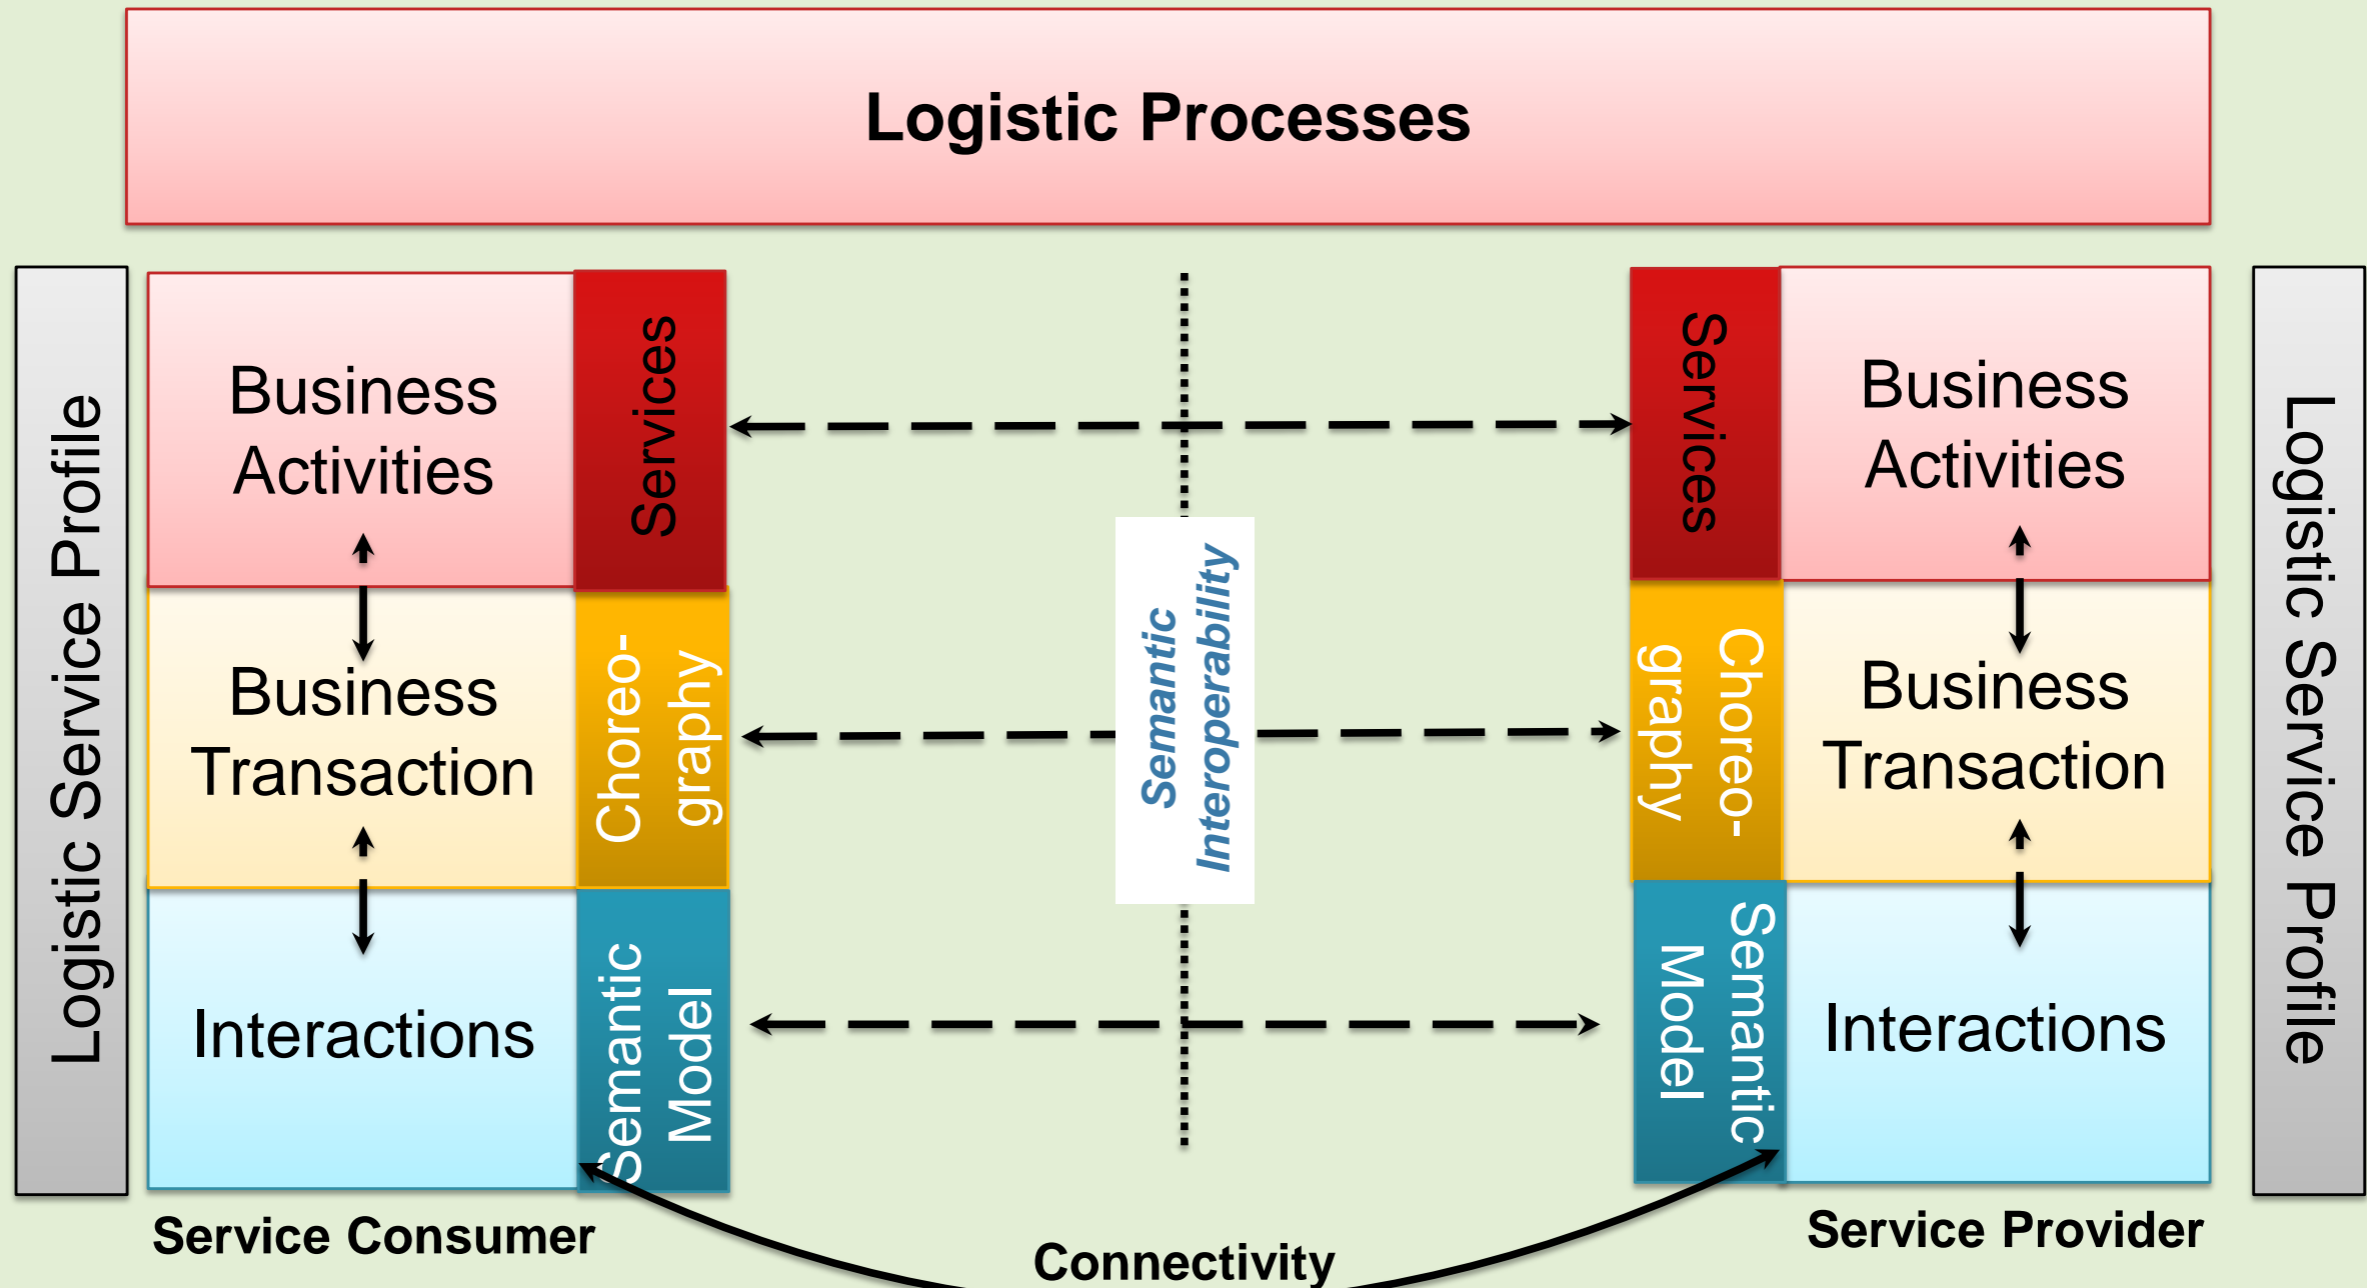 Logistic Processes
Logistic Service Profile
Business
Activities
Services
Business
Transaction
Choreo-
graphy
Interactions
Semantic
Model
Service Consumer
Semantic
Interoperability
Connectivity
Services
Business
Activities
Choreo-
graphy
Business
Transaction
Semantic
Model
Interactions
Service Provider
Logistic Service Profile